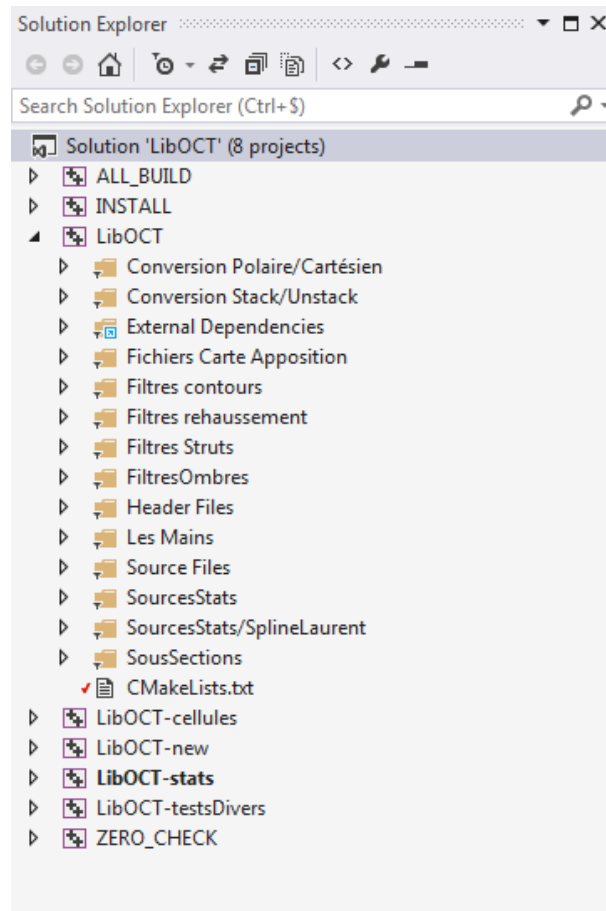 Solution Explorer
Search Solution Explorer (Ctrl+$)
Solution 'LibOCT' (8 projects)
ALL_BUILD
INSTALL
LibOCT
Conversion Polaire/Cartésien
Conversion Stack/Unstack
External Dependencies
Fichiers Carte Apposition
Filtres contours
Filtres rehaussement
Filtres Struts
FiltresOmbres
Header Files
Les Mains
Source Files
SourcesStats
SourcesStats/SplineLaurent
SousSections
CMakeLists.txt
LibOCT-cellules
LibOCT-new
LibOCT-stats
LibOCT-testsDivers
ZERO_CHECK